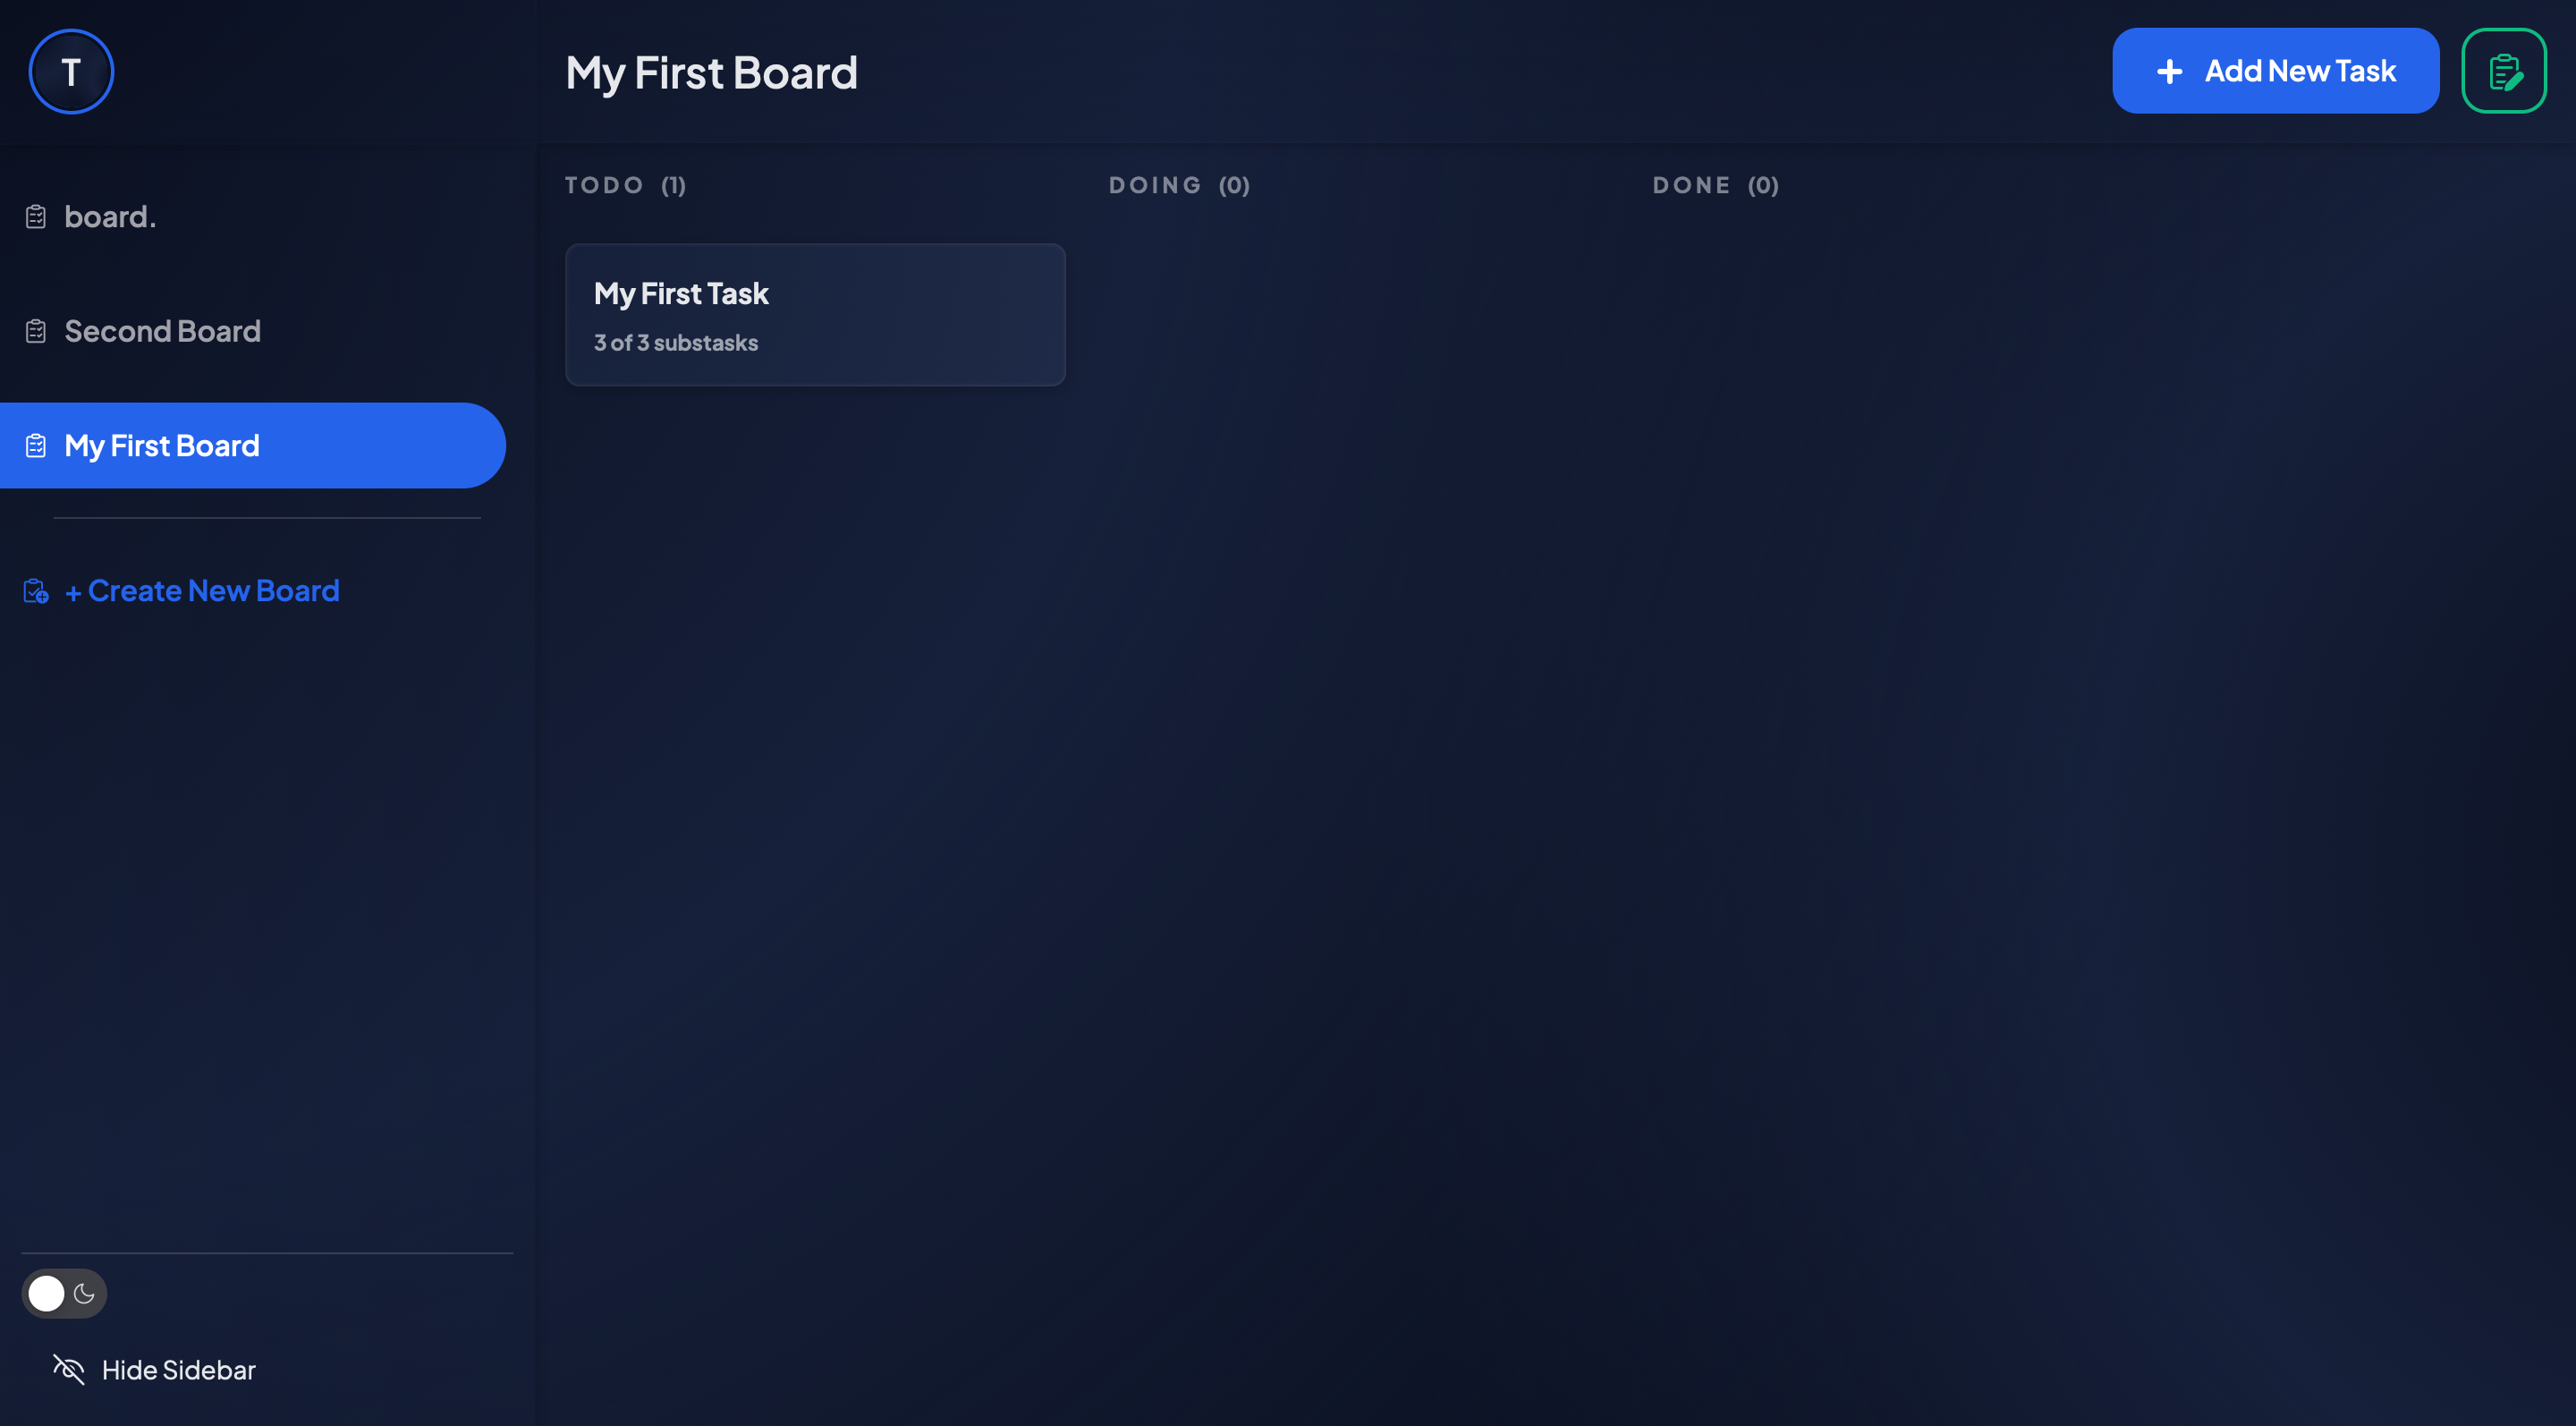 T
My First Board
+ Add New Task
board.
Second Board
My First Board
+ Create New Board
TODO (1)
My First Task
3 of 3 substasks
DOING (0)
DONE (0)
Hide Sidebar